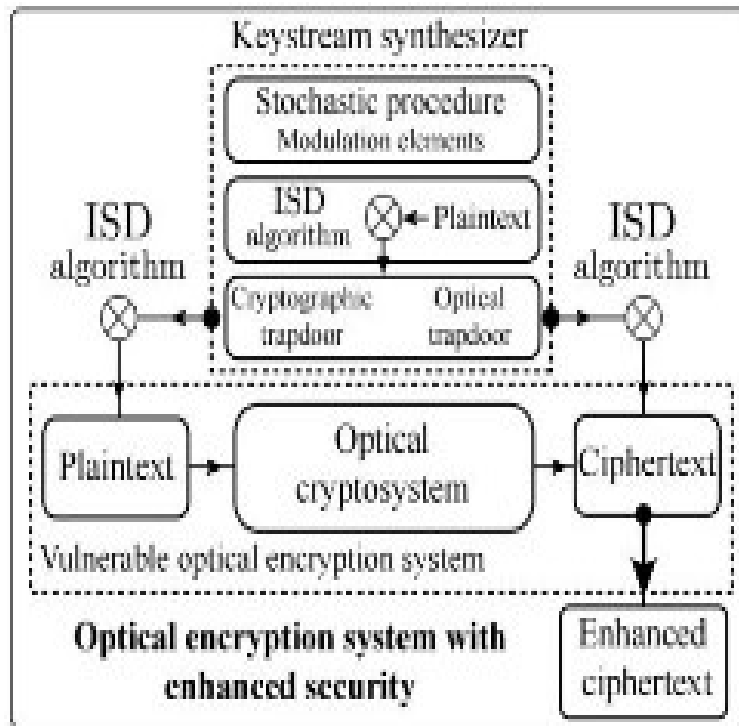 Keystream synthesizer
Stochastic procedure
Modulation elements
ISD
algorithm
Plaintext
ISD
algorithm
ISD
algorithm
Cryptographic
trapdoor
Optical
trapdoor
Plaintext
Optical
cryptosystem
Ciphertext
Vulnerable optical encryption system
Optical encryption system with
enhanced security
Enhanced
ciphertext